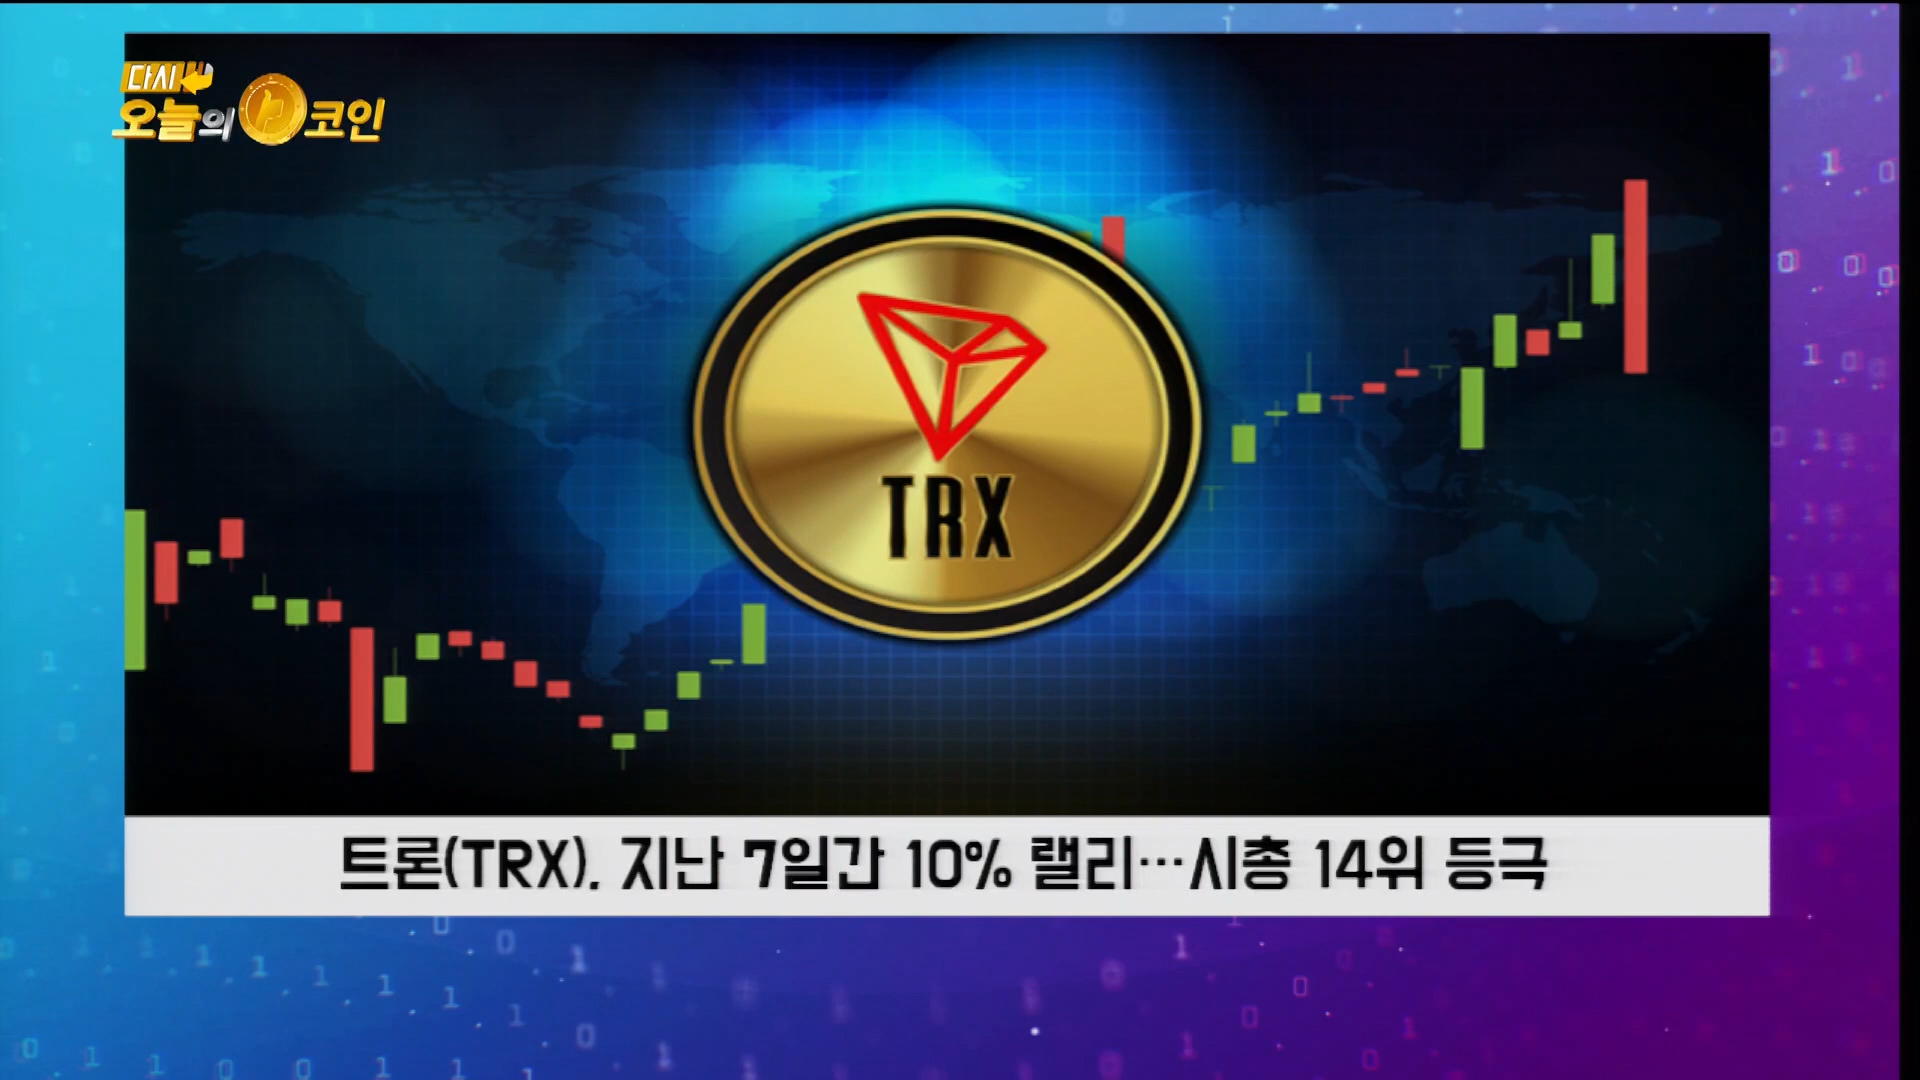 다시
오늘의 코인
TRX
트론(TRX), 지난 7일간 10% 랠리…시총 14위 등극